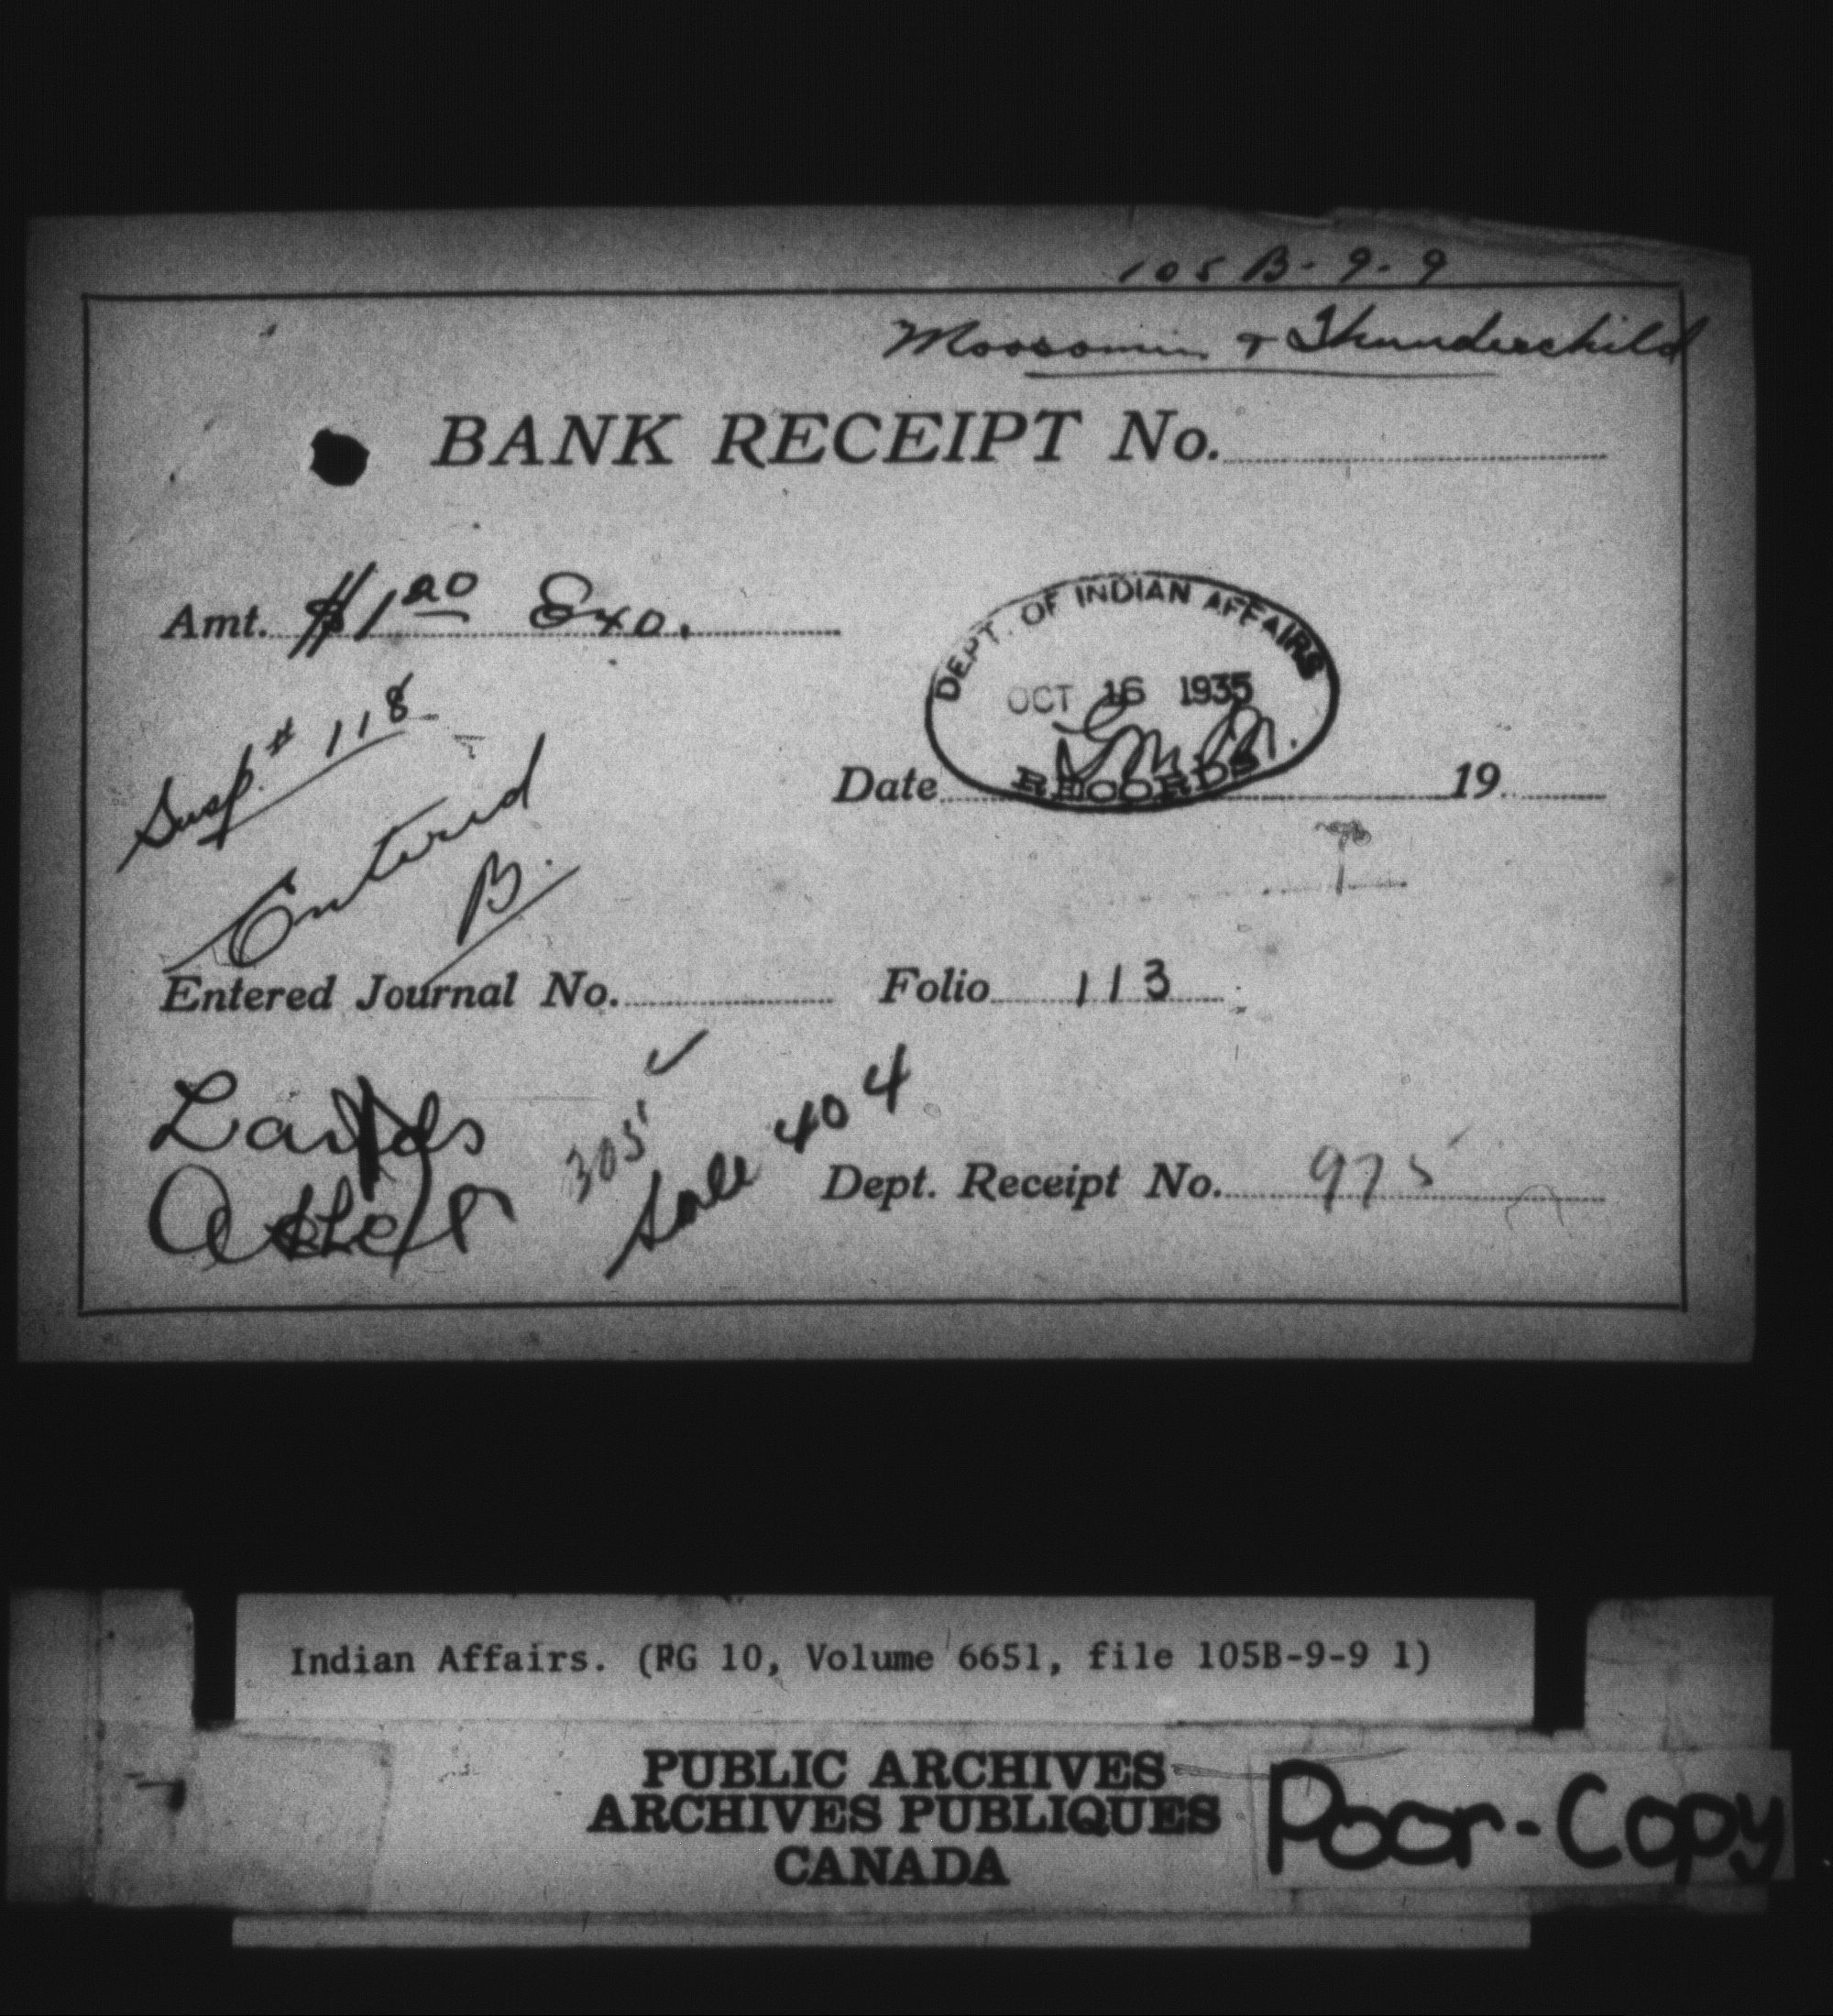 105 B-9-9
Moosomin & Thunderchild
BANK RECEIPT No.
Amt. $1 00 Exo.
DEPT. OF INDIAN AFFAIRS
OCT 16 1935
RECORDS
Susp. # 118
Date 19
Entered
B.
Entered Journal No. Folio 113
Lands
305
Sale 404
Dept. Receipt No. 975
Indian Affairs. (RG 10, Volume 6651, file 105B-9-9 1)
PUBLIC ARCHIVES
ARCHIVES PUBLIQUES
CANADA
Poor-Copy